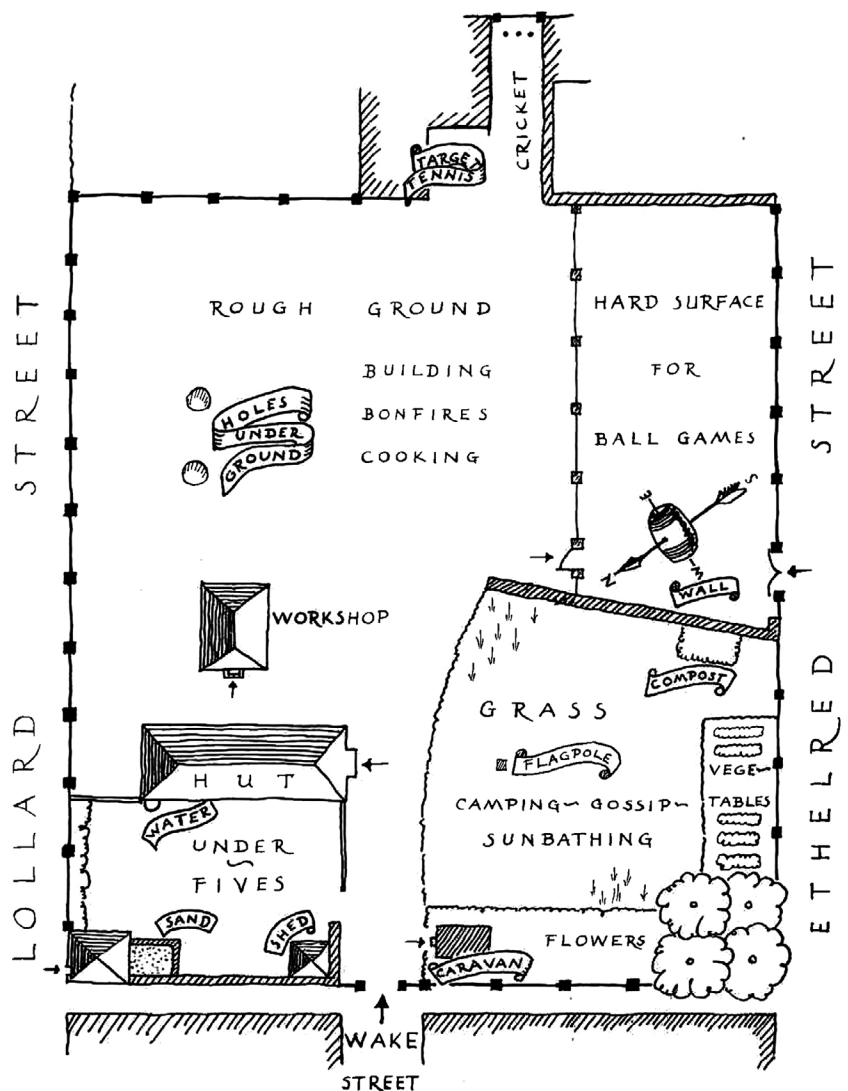 CRICKET
TARGET
TENNIS
ROUGH GROUND
BUILDING
BONFIRES
COOKING
HOLES
UNDER
GROUND
HARD SURFACE
FOR
BALL GAMES
E
S
N
W
WALL
WORKSHOP
COMPOST
GRASS
FLAGPOLE
CAMPING~GOSSIP~
SUNBATHING
VEGE~
TABLES
HUT
WATER
UNDER
~
FIVES
SAND
SHED
CARAVAN
FLOWERS
LOLLARD STREET
ETHELRED STREET
WAKE
STREET